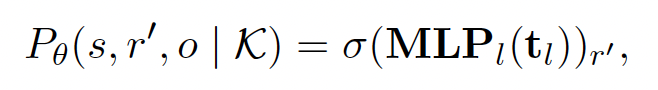 P_θ(s, r′, o | 𝒦) = σ(MLP_l(t_l))_{r′},